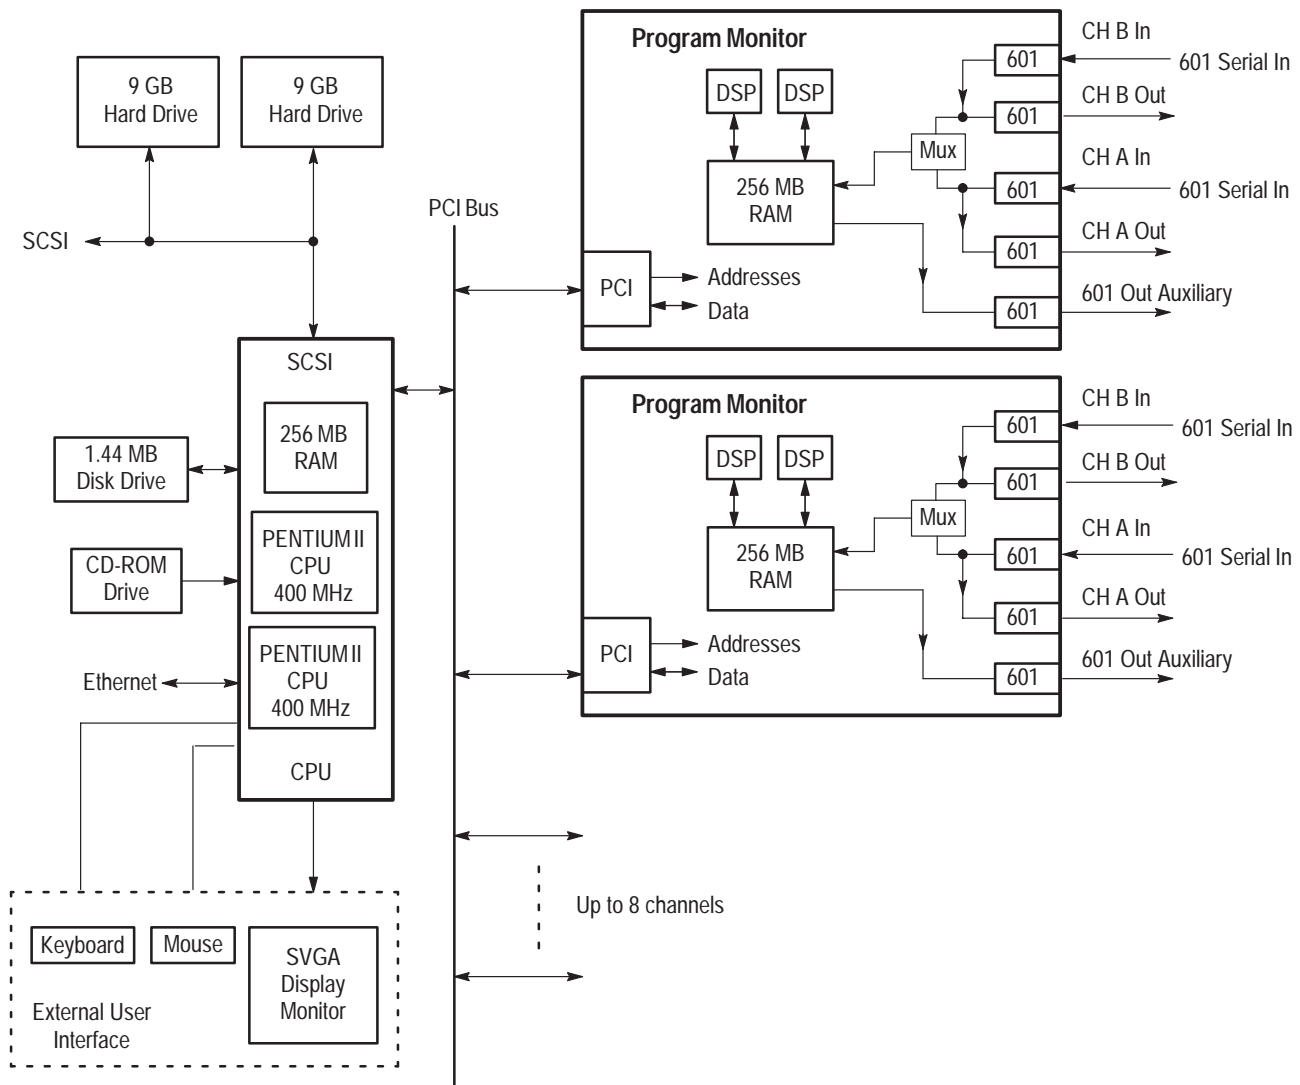 9 GB
Hard Drive
9 GB
Hard Drive
SCSI
PCI Bus
SCSI
256 MB
RAM
1.44 MB
Disk Drive
PENTIUM II
CPU
400 MHz
CD-ROM
Drive
PENTIUM II
CPU
400 MHz
Ethernet
CPU
Keyboard
Mouse
SVGA
Display
Monitor
External User
Interface
Program Monitor
DSP
DSP
256 MB
RAM
Mux
PCI
Addresses
Data
601
601
601
601
601
CH B In
601 Serial In
CH B Out
CH A In
601 Serial In
CH A Out
601 Out Auxiliary
Program Monitor
DSP
DSP
256 MB
RAM
Mux
PCI
Addresses
Data
601
601
601
601
601
CH B In
601 Serial In
CH B Out
CH A In
601 Serial In
CH A Out
601 Out Auxiliary
Up to 8 channels